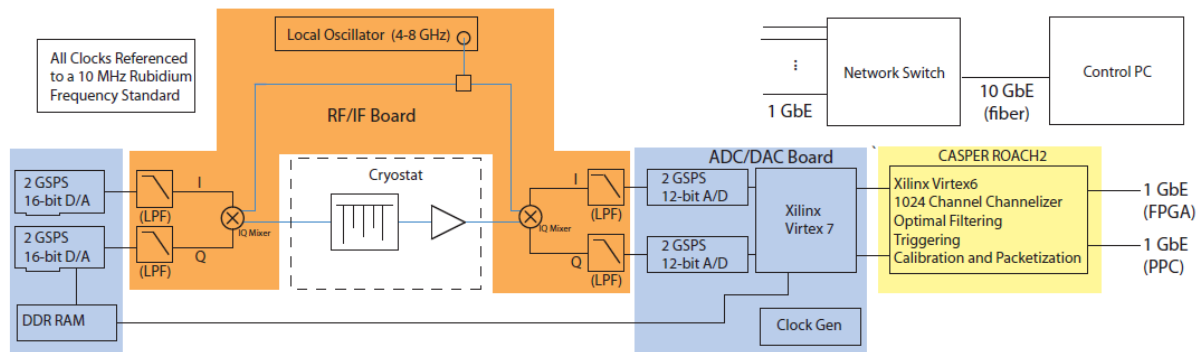 All Clocks Referenced
to a 10 MHz Rubidium
Frequency Standard
Local Oscillator (4-8 GHz)
RF/IF Board
⋮
1 GbE
Network Switch
10 GbE
(fiber)
Control PC
2 GSPS
16-bit D/A
2 GSPS
16-bit D/A
DDR RAM
(LPF)
I
(LPF)
Q
IQ Mixer
Cryostat
IQ Mixer
I
(LPF)
Q
(LPF)
ADC/DAC Board
2 GSPS
12-bit A/D
2 GSPS
12-bit A/D
Xilinx
Virtex 7
Clock Gen
CASPER ROACH2
Xilinx Virtex6
1024 Channel Channelizer
Optimal Filtering
Triggering
Calibration and Packetization
1 GbE
(FPGA)
1 GbE
(PPC)